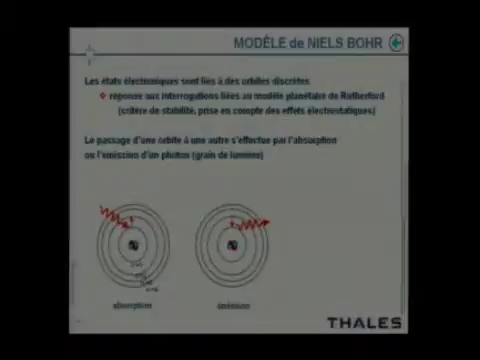 MODÈLE de NIELS BOHR
Les états électroniques sont liés à des orbites discrètes
réponse aux interrogations liées au modèle planétaire de Rutherford
(critère de stabilité, prise en compte des effets électrostatiques)
Le passage d'une orbite à une autre s'effectue par l'absorption
ou l'émission d'un photon (grain de lumière)
absorption
émission
THALES